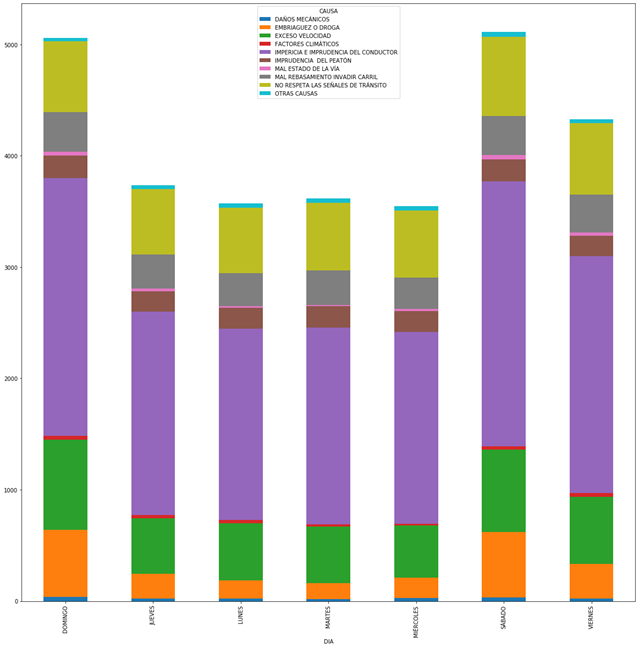 CAUSA
DAÑOS MECÁNICOS
EMBRIAGUEZ O DROGA
EXCESO VELOCIDAD
FACTORES CLIMÁTICOS
IMPERICIA E IMPRUDENCIA DEL CONDUCTOR
IMPRUDENCIA DEL PEATÓN
MAL ESTADO DE LA VÍA
MAL REBASAMIENTO INVADIR CARRIL
NO RESPETA LAS SEÑALES DE TRÁNSITO
OTRAS CAUSAS
5000
4000
3000
2000
1000
0
DOMINGO
JUEVES
LUNES
MARTES
MIÉRCOLES
SÁBADO
VIERNES
DIA